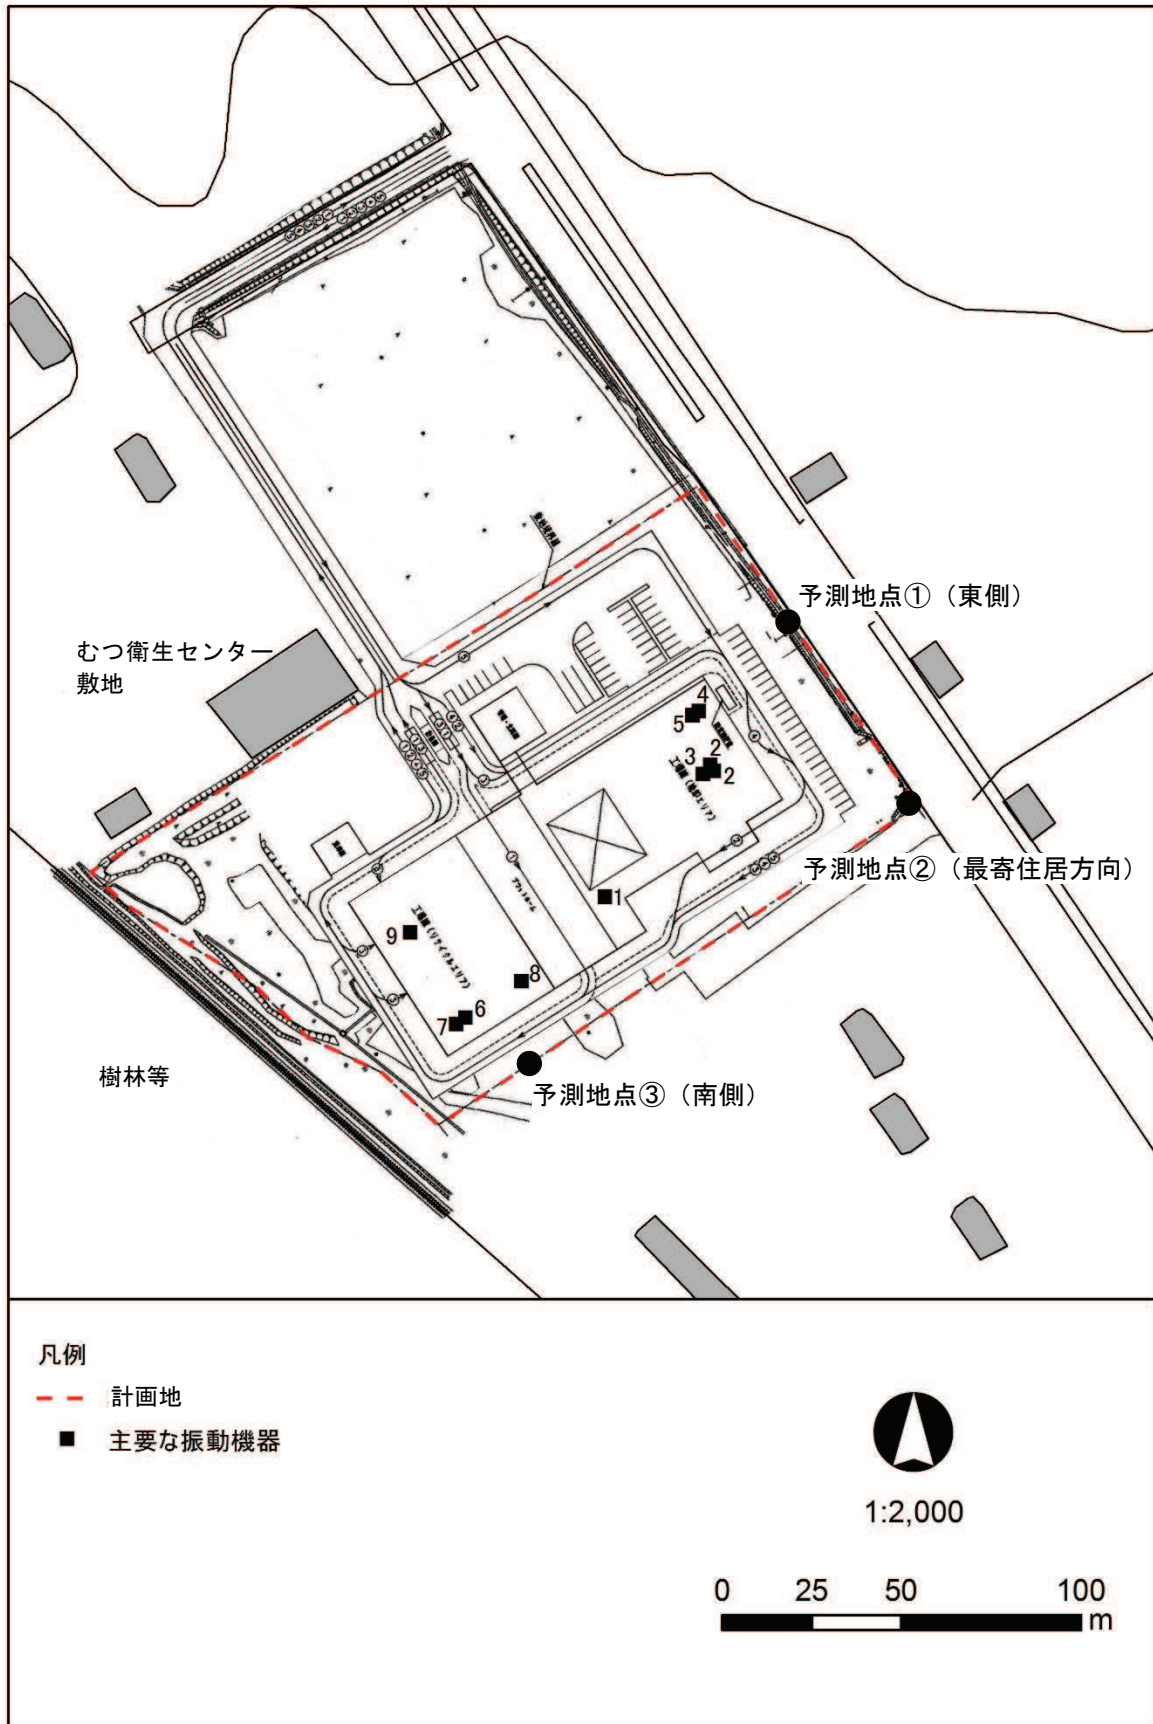 予測地点①（東側）
むつ衛生センター
敷地
4
5
2
3
2
予測地点②（最寄住居方向）
1
9
8
6
7
樹林等
予測地点③（南側）
凡例
計画地
主要な振動機器
1:2,000
0 25 50 100
m